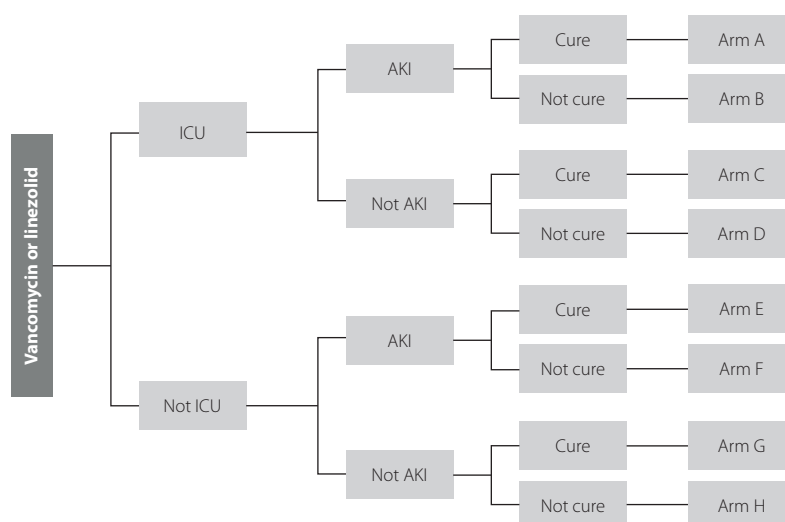 Vancomycin or linezolid
ICU
AKI
Cure
Arm A
Not cure
Arm B
Not AKI
Cure
Arm C
Not cure
Arm D
Not ICU
AKI
Cure
Arm E
Not cure
Arm F
Not AKI
Cure
Arm G
Not cure
Arm H